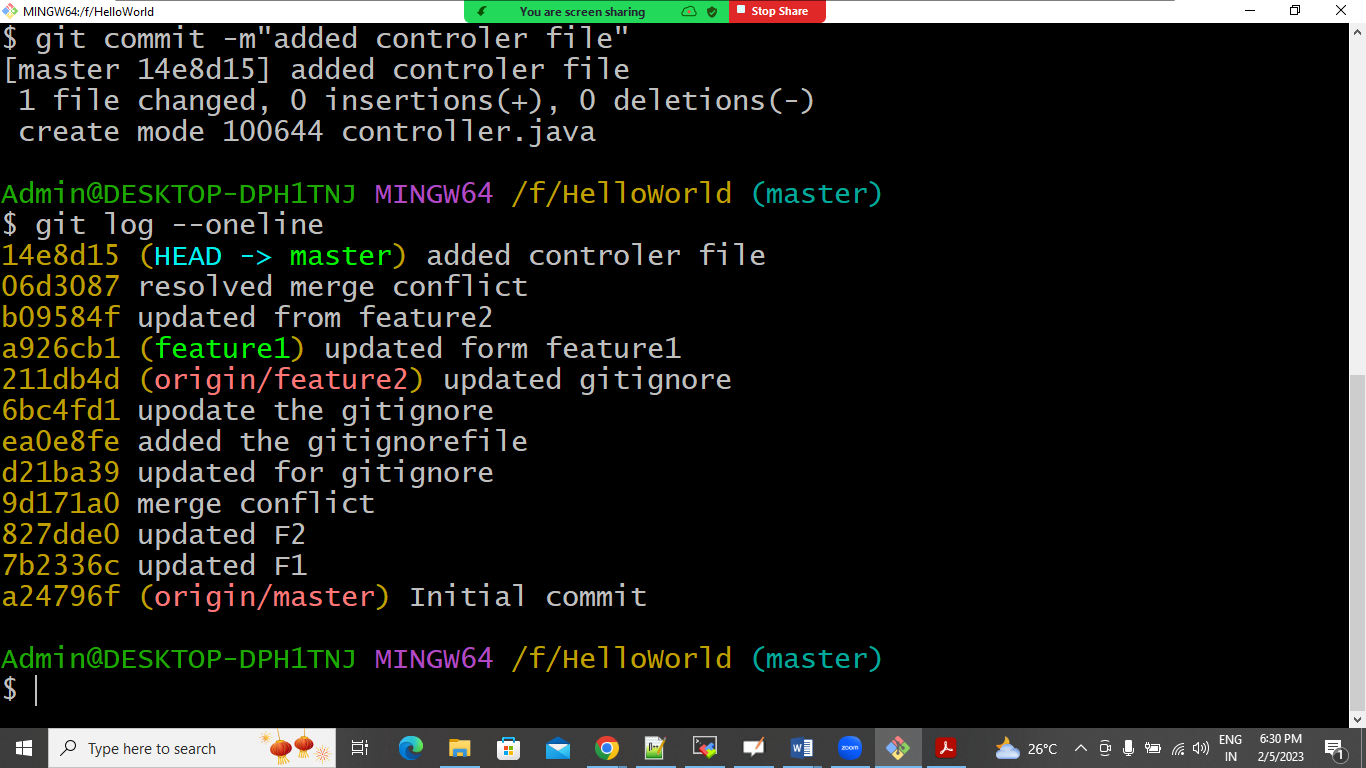 MINGW64:/f/HelloWorld
You are screen sharing
Stop Share
$ git commit -m"added controler file"
[master 14e8d15] added controler file
 1 file changed, 0 insertions(+), 0 deletions(-)
 create mode 100644 controller.java
Admin@DESKTOP-DPH1TNJ MINGW64 /f/HelloWorld (master)
$ git log --oneline
14e8d15 (HEAD -> master) added controler file
06d3087 resolved merge conflict
b09584f updated from feature2
a926cb1 (feature1) updated form feature1
211db4d (origin/feature2) updated gitignore
6bc4fd1 upodate the gitignore
ea0e8fe added the gitignorefile
d21ba39 updated for gitignore
9d171a0 merge conflict
827dde0 updated F2
7b2336c updated F1
a24796f (origin/master) Initial commit
Admin@DESKTOP-DPH1TNJ MINGW64 /f/HelloWorld (master)
$
Type here to search
zoom
26°C
ENG
IN
6:30 PM
2/5/2023
1